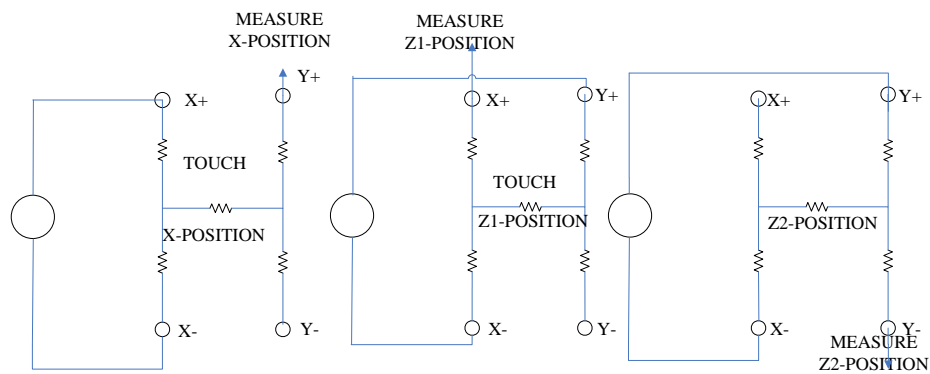 MEASURE
X-POSITION
Y+
X+
TOUCH
X-POSITION
X-
Y-
MEASURE
Z1-POSITION
X+
Y+
TOUCH
Z1-POSITION
X-
Y-
X+
Y+
Z2-POSITION
X-
Y-
MEASURE
Z2-POSITION